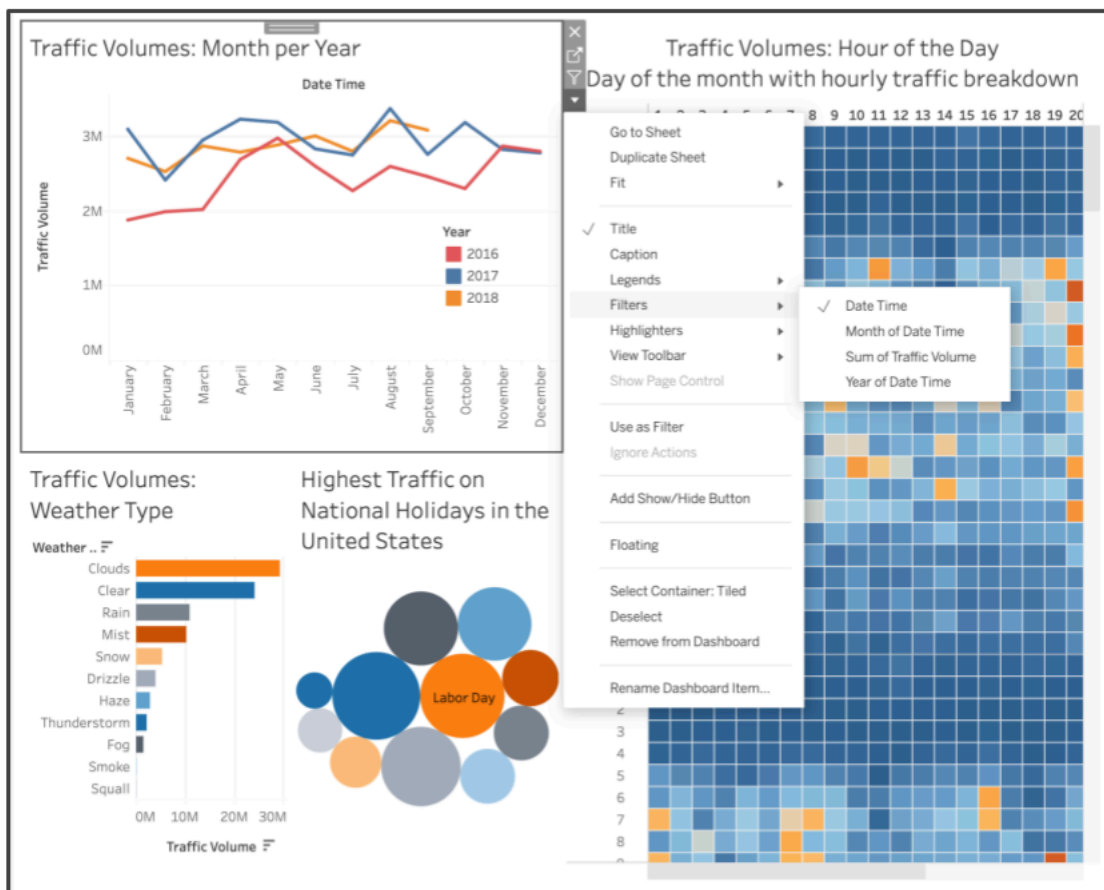 Traffic Volumes: Month per Year
Date Time
3M
2M
1M
0M
Traffic Volume
Year
2016
2017
2018
January
February
March
April
May
June
July
August
September
October
November
December
Traffic Volumes: Hour of the Day
Day of the month with hourly traffic breakdown
1 2 3 4 5 6 7 8 9 10 11 12 13 14 15 16 17 18 19 20
Go to Sheet
Duplicate Sheet
Fit
Title
Caption
Legends
Filters
Highlighters
View Toolbar
Show Page Control
Use as Filter
Ignore Actions
Add Show/Hide Button
Floating
Select Container: Tiled
Deselect
Remove from Dashboard
Rename Dashboard Item...
Date Time
Month of Date Time
Sum of Traffic Volume
Year of Date Time
Traffic Volumes:
Weather Type
Weather ..
Clouds
Clear
Rain
Mist
Snow
Drizzle
Haze
Thunderstorm
Fog
Smoke
Squall
0M 10M 20M 30M
Traffic Volume
Highest Traffic on
National Holidays in the
United States
Labor Day
2
3
4
5
6
7
8